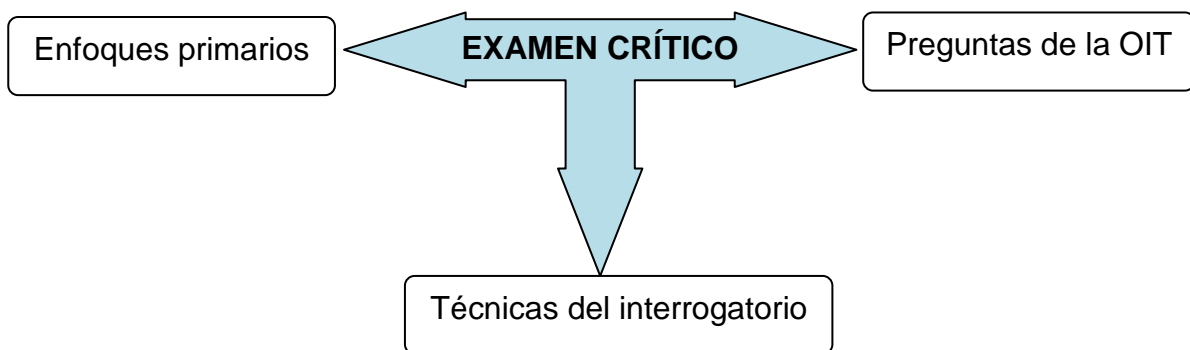 Enfoques primarios
EXAMEN CRÍTICO
Preguntas de la OIT
Técnicas del interrogatorio